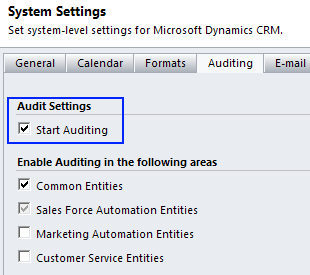 System Settings
Set system-level settings for Microsoft Dynamics CRM.
General Calendar Formats Auditing E-mail
Audit Settings
Start Auditing
Enable Auditing in the following areas
Common Entities
Sales Force Automation Entities
Marketing Automation Entities
Customer Service Entities